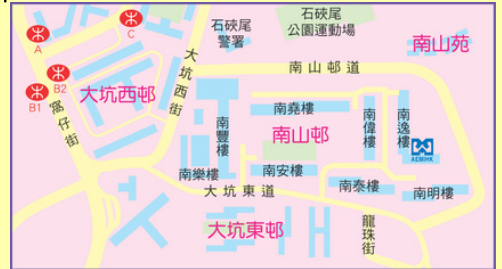 C
A
B2
B1
石硤尾
警署
石硤尾
公園運動場
南山苑
南山邨道
大坑西街
大坑西邨
窩仔街
南堯樓
南豐樓
南山邨
南偉樓
南逸樓
AEMIHK
南樂樓
南安樓
南泰樓
南明樓
大坑東道
大坑東邨
龍珠街